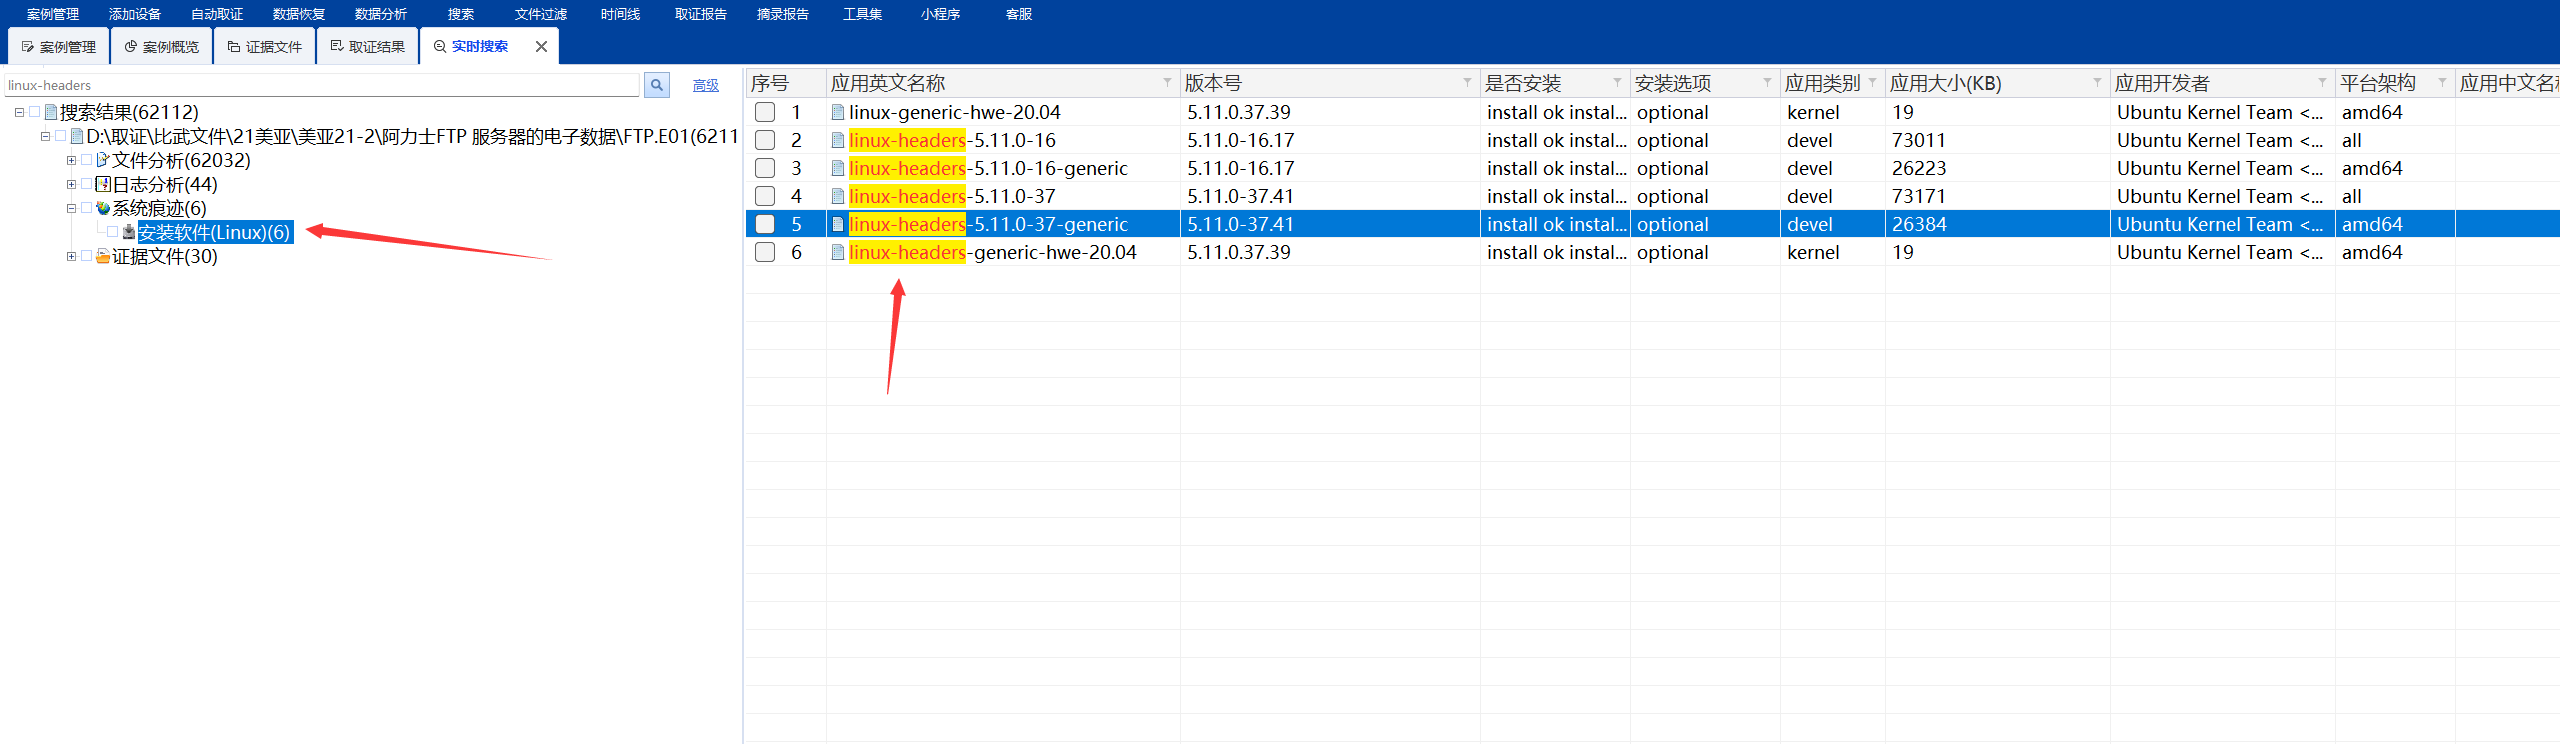 案例管理 添加设备 自动取证 数据恢复 数据分析 搜索 文件过滤 时间线 取证报告 摘录报告 工具集 小程序 客服
案例管理 案例概览 证据文件 取证结果 实时搜索
linux-headers 高级
搜索结果(62112)
D:\取证\比武文件\21美亚\美亚21-2\阿力士FTP 服务器的电子数据\FTP.E01(6211
文件分析(62032)
日志分析(44)
系统痕迹(6)
安装软件(Linux)(6)
证据文件(30)
序号 应用英文名称 版本号 是否安装 安装选项 应用类别 应用大小(KB) 应用开发者 平台架构 应用中文名称
1 linux-generic-hwe-20.04 5.11.0.37.39 install ok instal... optional kernel 19 Ubuntu Kernel Team <... amd64
2 linux-headers-5.11.0-16 5.11.0-16.17 install ok instal... optional devel 73011 Ubuntu Kernel Team <... all
3 linux-headers-5.11.0-16-generic 5.11.0-16.17 install ok instal... optional devel 26223 Ubuntu Kernel Team <... amd64
4 linux-headers-5.11.0-37 5.11.0-37.41 install ok instal... optional devel 73171 Ubuntu Kernel Team <... all
5 linux-headers-5.11.0-37-generic 5.11.0-37.41 install ok instal... optional devel 26384 Ubuntu Kernel Team <... amd64
6 linux-headers-generic-hwe-20.04 5.11.0.37.39 install ok instal... optional kernel 19 Ubuntu Kernel Team <... amd64